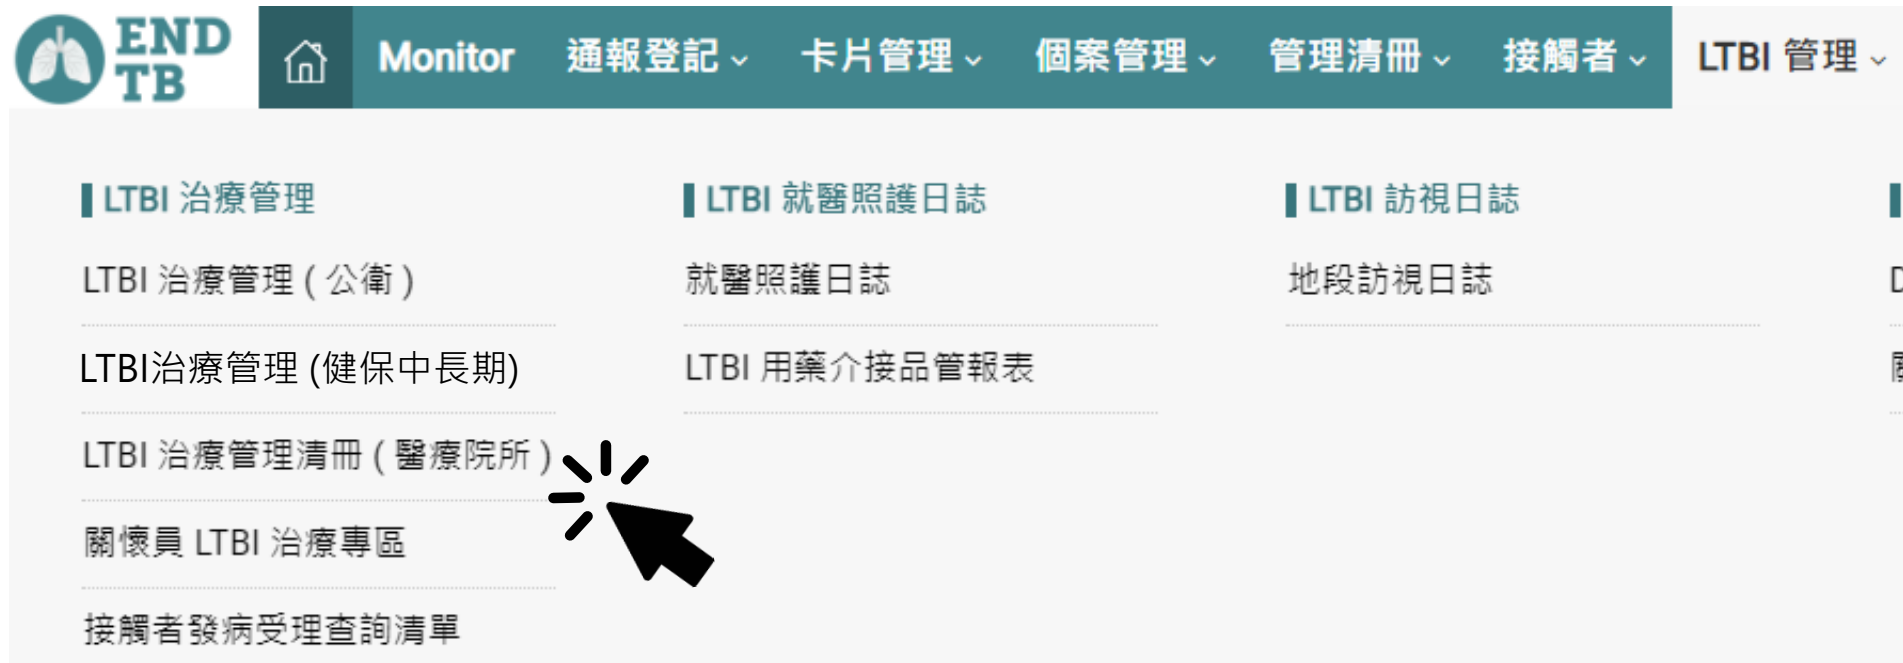 END
TB
Monitor 通報登記 卡片管理 個案管理 管理清冊 接觸者 LTBI 管理
LTBI 治療管理
LTBI 治療管理 ( 公衛 )
LTBI治療管理 (健保中長期)
LTBI 治療管理清冊 ( 醫療院所 )
關懷員 LTBI 治療專區
接觸者發病受理查詢清單
LTBI 就醫照護日誌
就醫照護日誌
LTBI 用藥介接品管報表
LTBI 訪視日誌
地段訪視日誌